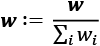 𝒘 := 𝒘 / ∑ᵢ wᵢ